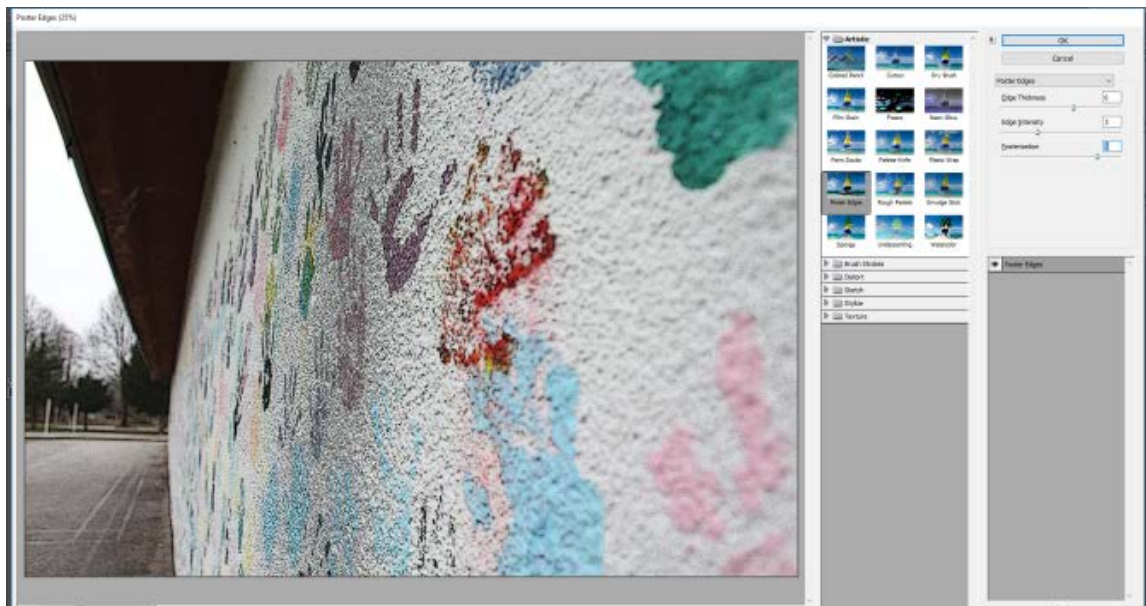 Poster Edges (25%)
Artistic
Colored Pencil
Cutout
Dry Brush
Film Grain
Fresco
Neon Glow
Paint Daubs
Palette Knife
Plastic Wrap
Poster Edges
Rough Pastels
Smudge Stick
Sponge
Underpainting
Watercolor
Brush Strokes
Distort
Sketch
Stylize
Texture
OK
Cancel
Poster Edges
Edge Thickness
6
Edge Intensity
3
Posterization
Poster Edges